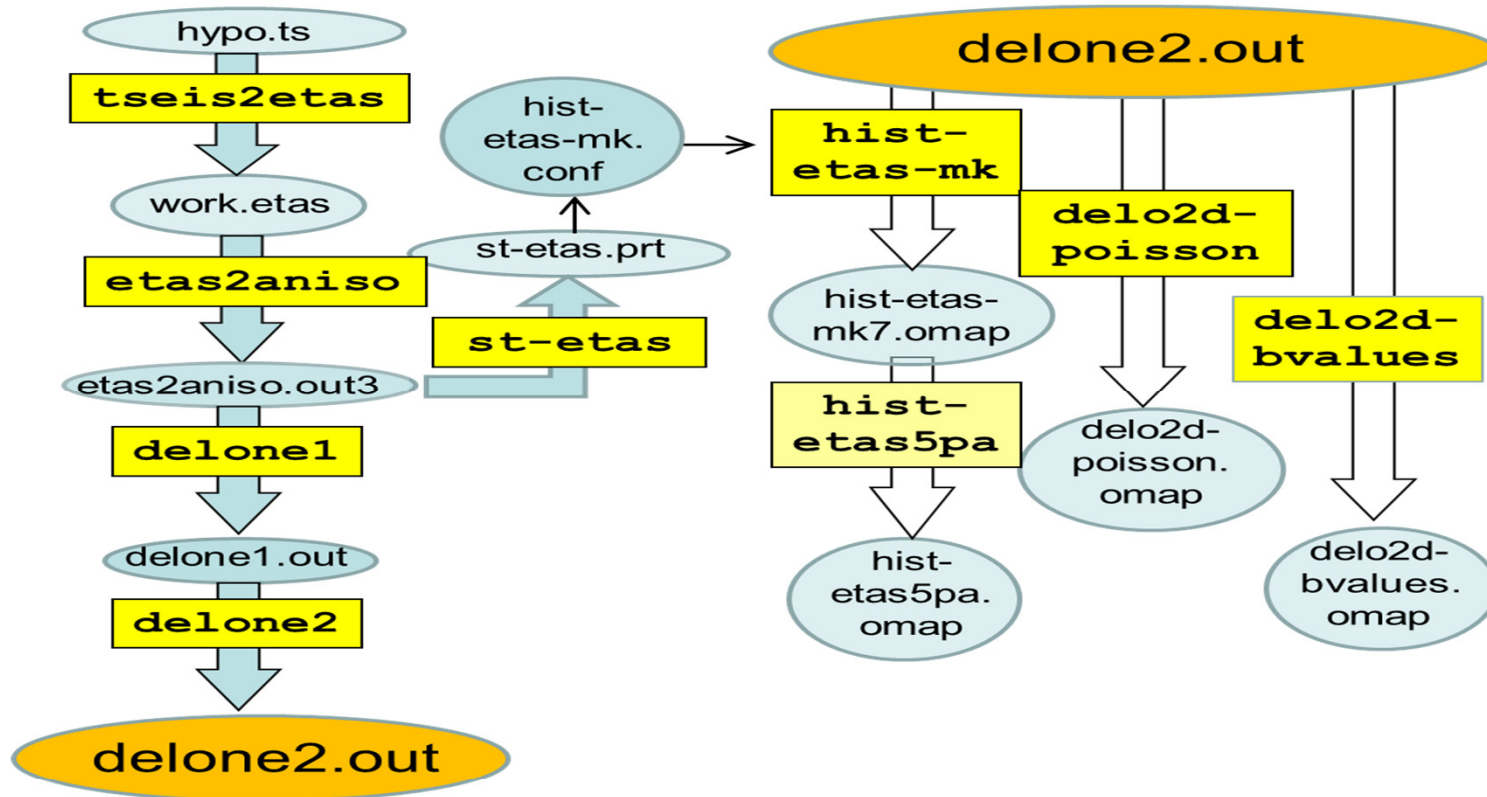 hypo.ts
tseis2etas
work.etas
etas2aniso
etas2aniso.out3
delone1
delone1.out
delone2
delone2.out
st-etas
st-etas.prt
hist-
etas-mk.
conf
delone2.out
hist-
etas-mk
hist-etas-
mk7.omap
hist-
etas5pa
hist-
etas5pa.
omap
delo2d-
poisson
delo2d-
poisson.
omap
delo2d-
bvalues
delo2d-
bvalues.
omap